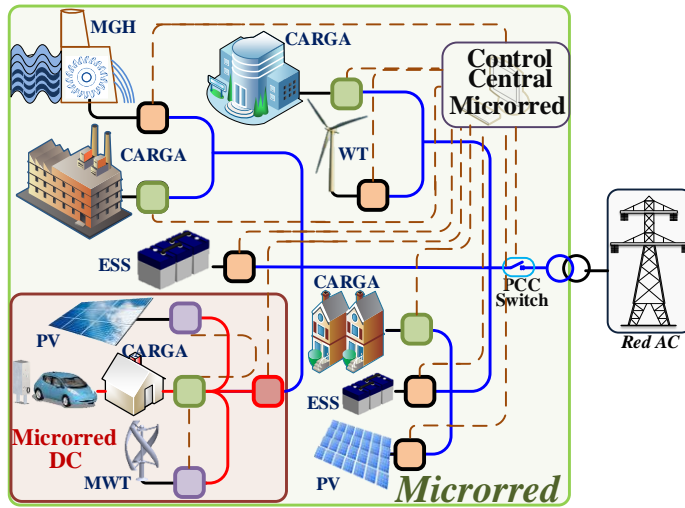 MGH
CARGA
Control
Central
Microrred
CARGA
WT
ESS
CARGA
PCC
Switch
Red AC
PV
CARGA
Microrred
DC
MWT
ESS
PV
Microrred